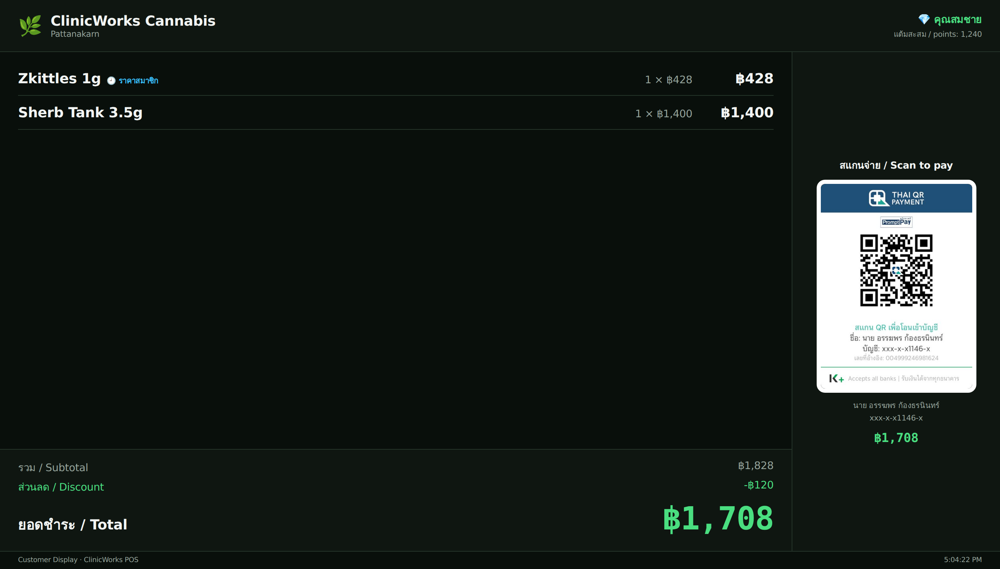 ClinicWorks Cannabis
Pattanakarn
คุณสมชาย
แต้มสะสม / points: 1,240
Zkittles 1g ราคาสมาชิก 1 × ฿428 ฿428
Sherb Tank 3.5g 1 × ฿1,400 ฿1,400
รวม / Subtotal ฿1,828
ส่วนลด / Discount -฿120
ยอดชำระ / Total ฿1,708
สแกนจ่าย / Scan to pay
THAI QR
PAYMENT
พร้อมเพย์
PromptPay
สแกน QR เพื่อโอนเข้าบัญชี
ชื่อ: นาย อรรฆพร ก้องธรนินทร์
บัญชี: xxx-x-x1146-x
เลขที่อ้างอิง: 004999246981624
K+ Accepts all banks | รับเงินได้จากทุกธนาคาร
นาย อรรฆพร ก้องธรนินทร์
xxx-x-x1146-x
฿1,708
Customer Display · ClinicWorks POS
5:04:22 PM